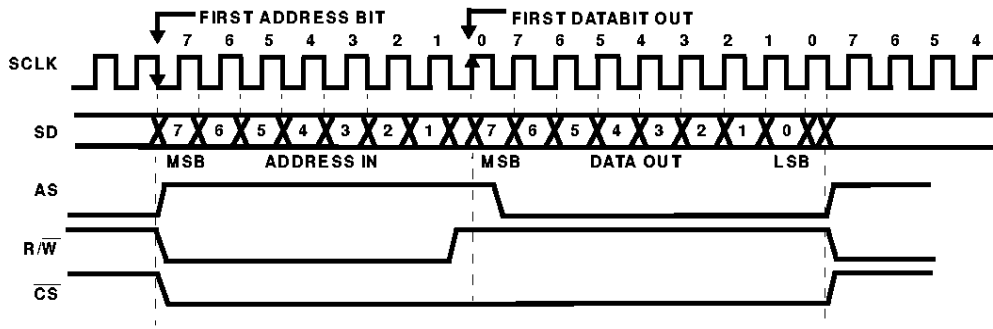 FIRST ADDRESS BIT FIRST DATABIT OUT
SCLK 7 6 5 4 3 2 1 0 7 6 5 4 3 2 1 0 7 6 5 4
SD 7 6 5 4 3 2 1 7 6 5 4 3 2 1 0
MSB ADDRESS IN MSB DATA OUT LSB
AS
R/W̅
C̅S̅